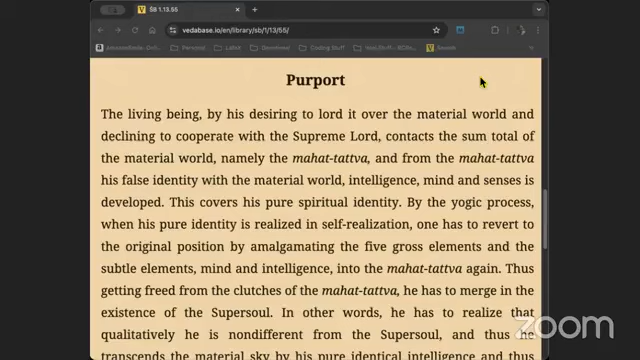 ŚB 1.13.55
vedabase.io/en/library/sb/1/13/55/
Personal
LaTeX
Devotional
Coding Stuff
Purport
The living being, by his desiring to lord it over the material world and
declining to cooperate with the Supreme Lord, contacts the sum total of
the material world, namely the mahat-tattva, and from the mahat-tattva
his false identity with the material world, intelligence, mind and senses is
developed. This covers his pure spiritual identity. By the yogic process,
when his pure identity is realized in self-realization, one has to revert to
the original position by amalgamating the five gross elements and the
subtle elements, mind and intelligence, into the mahat-tattva again. Thus
getting freed from the clutches of the mahat-tattva, he has to merge in the
existence of the Supersoul. In other words, he has to realize that
qualitatively he is nondifferent from the Supersoul, and thus he
transcends the material sky by his pure identical intelligence and thus
zoom